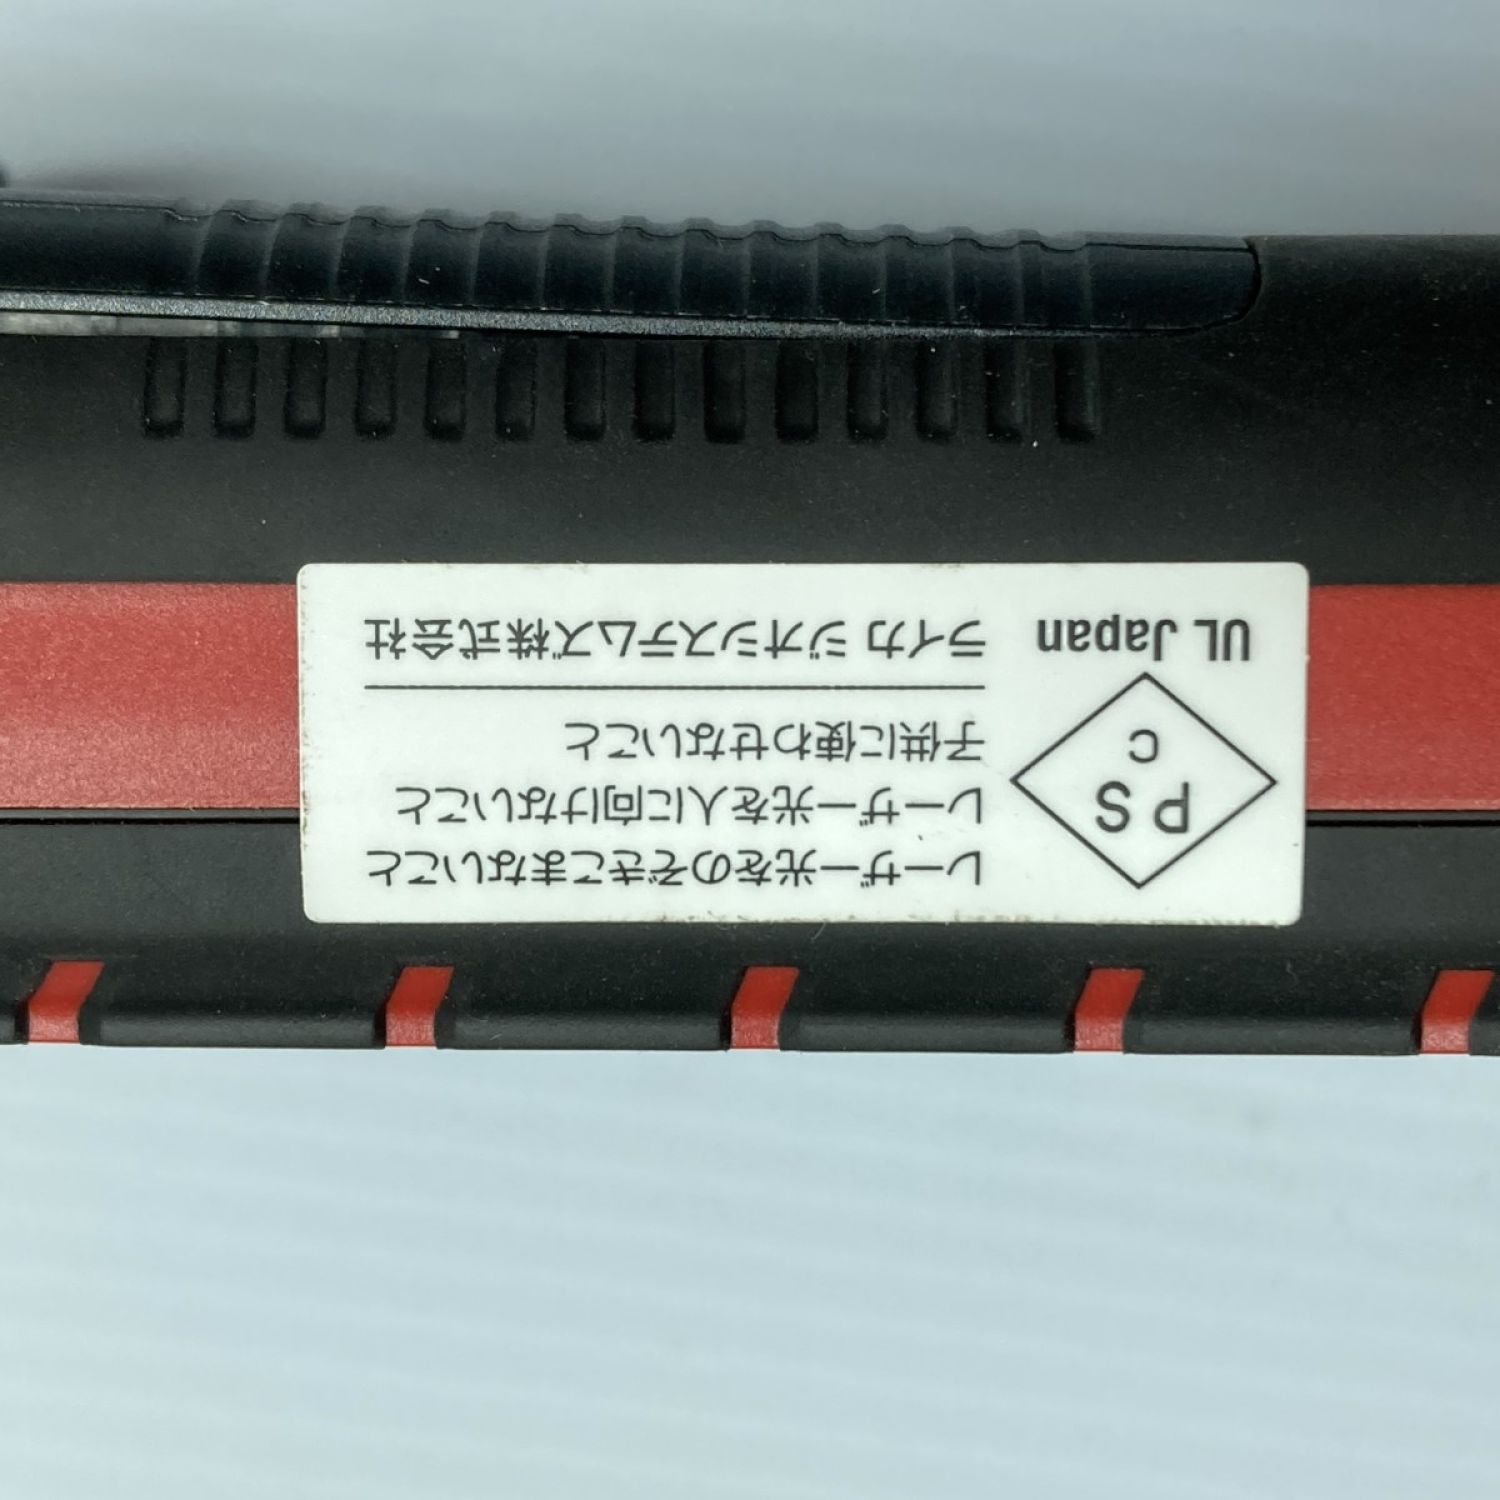 PS
C
UL Japan
レーザー光をのぞきこまないこと
レーザー光を人に向けないこと
子供に使わせないこと
ライカ ジオシステムズ株式会社